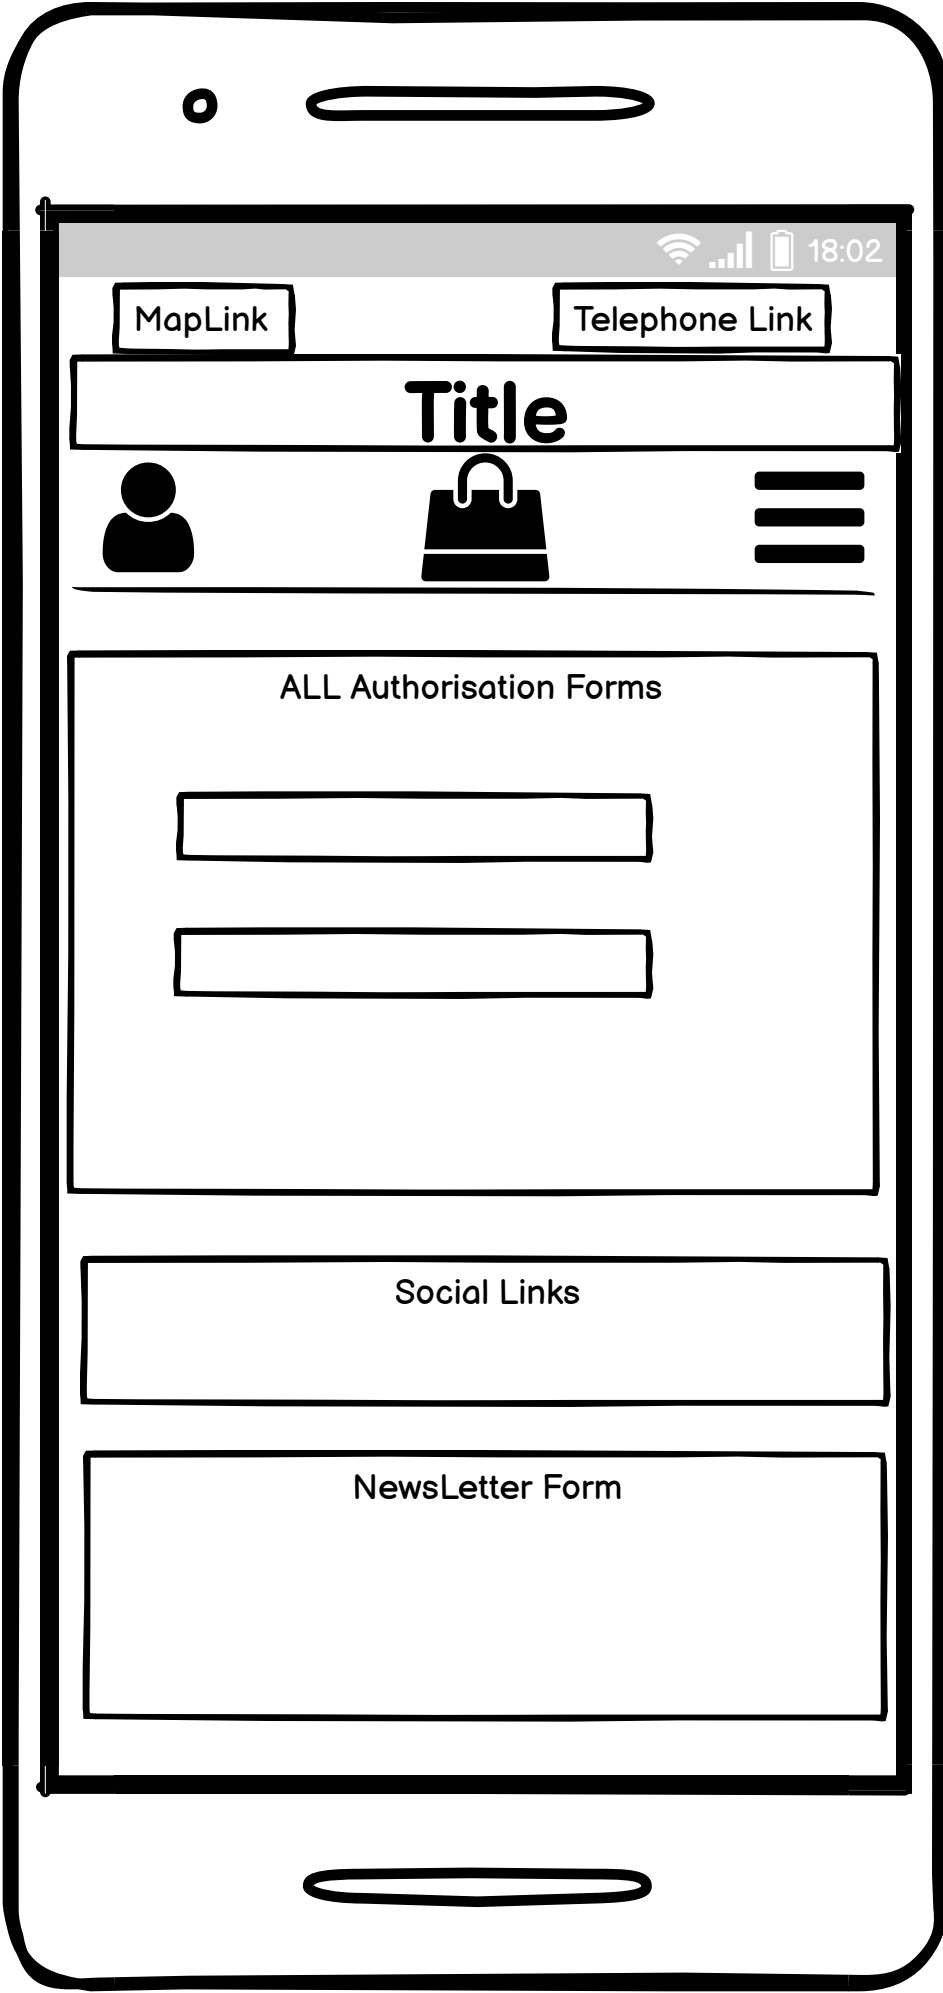 18:02
MapLink
Telephone Link
Title
ALL Authorisation Forms
Social Links
NewsLetter Form